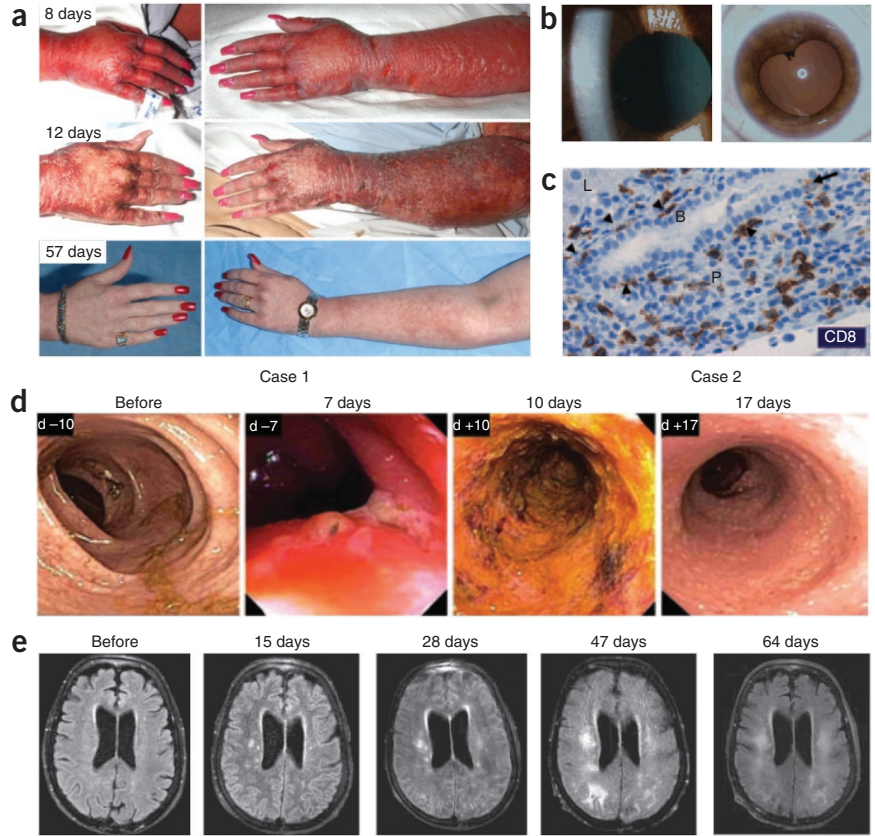 a
8 days
12 days
57 days
b
c
L
B
P
CD8
Case 1
Case 2
d
Before
7 days
10 days
17 days
d –10
d –7
d +10
d +17
e
Before
15 days
28 days
47 days
64 days